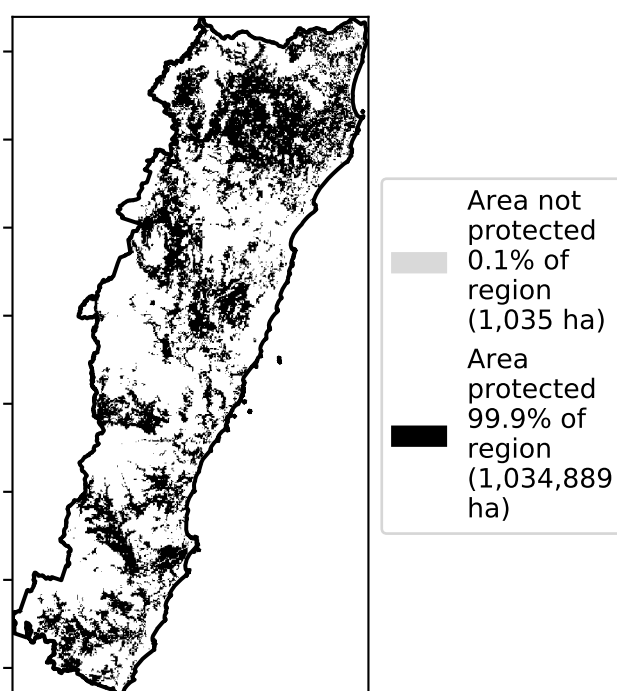 Area not
protected
0.1% of
region
(1,035 ha)
Area
protected
99.9% of
region
(1,034,889
ha)